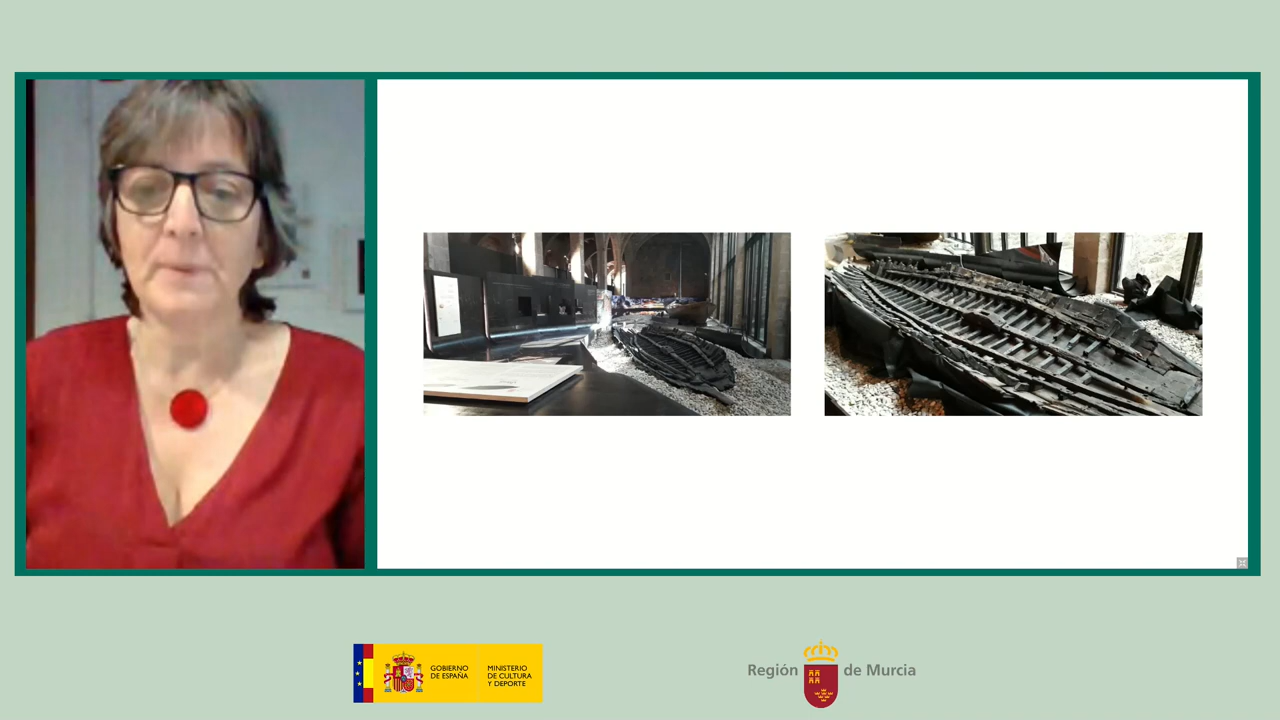 GOBIERNO
DE ESPAÑA
MINISTERIO
DE CULTURA
Y DEPORTE
Región de Murcia